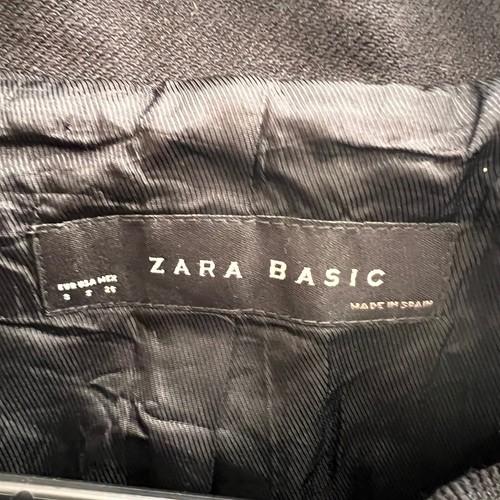 ZARA BASIC
EUR USA MEX
S S 26
MADE IN SPAIN